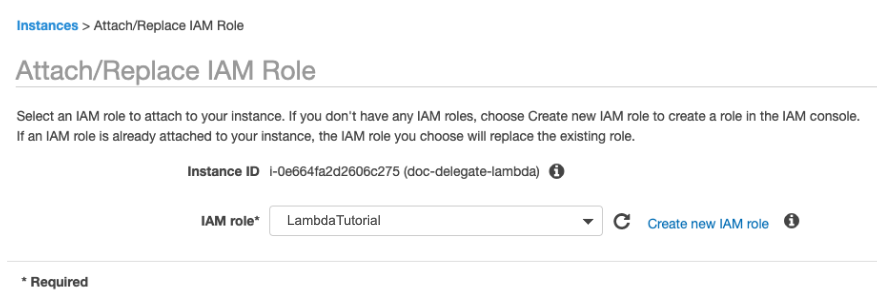 Instances > Attach/Replace IAM Role
Attach/Replace IAM Role
Select an IAM role to attach to your instance. If you don't have any IAM roles, choose Create new IAM role to create a role in the IAM console.
If an IAM role is already attached to your instance, the IAM role you choose will replace the existing role.
Instance ID i-0e664fa2d2606c275 (doc-delegate-lambda)
IAM role* LambdaTutorial Create new IAM role
* Required